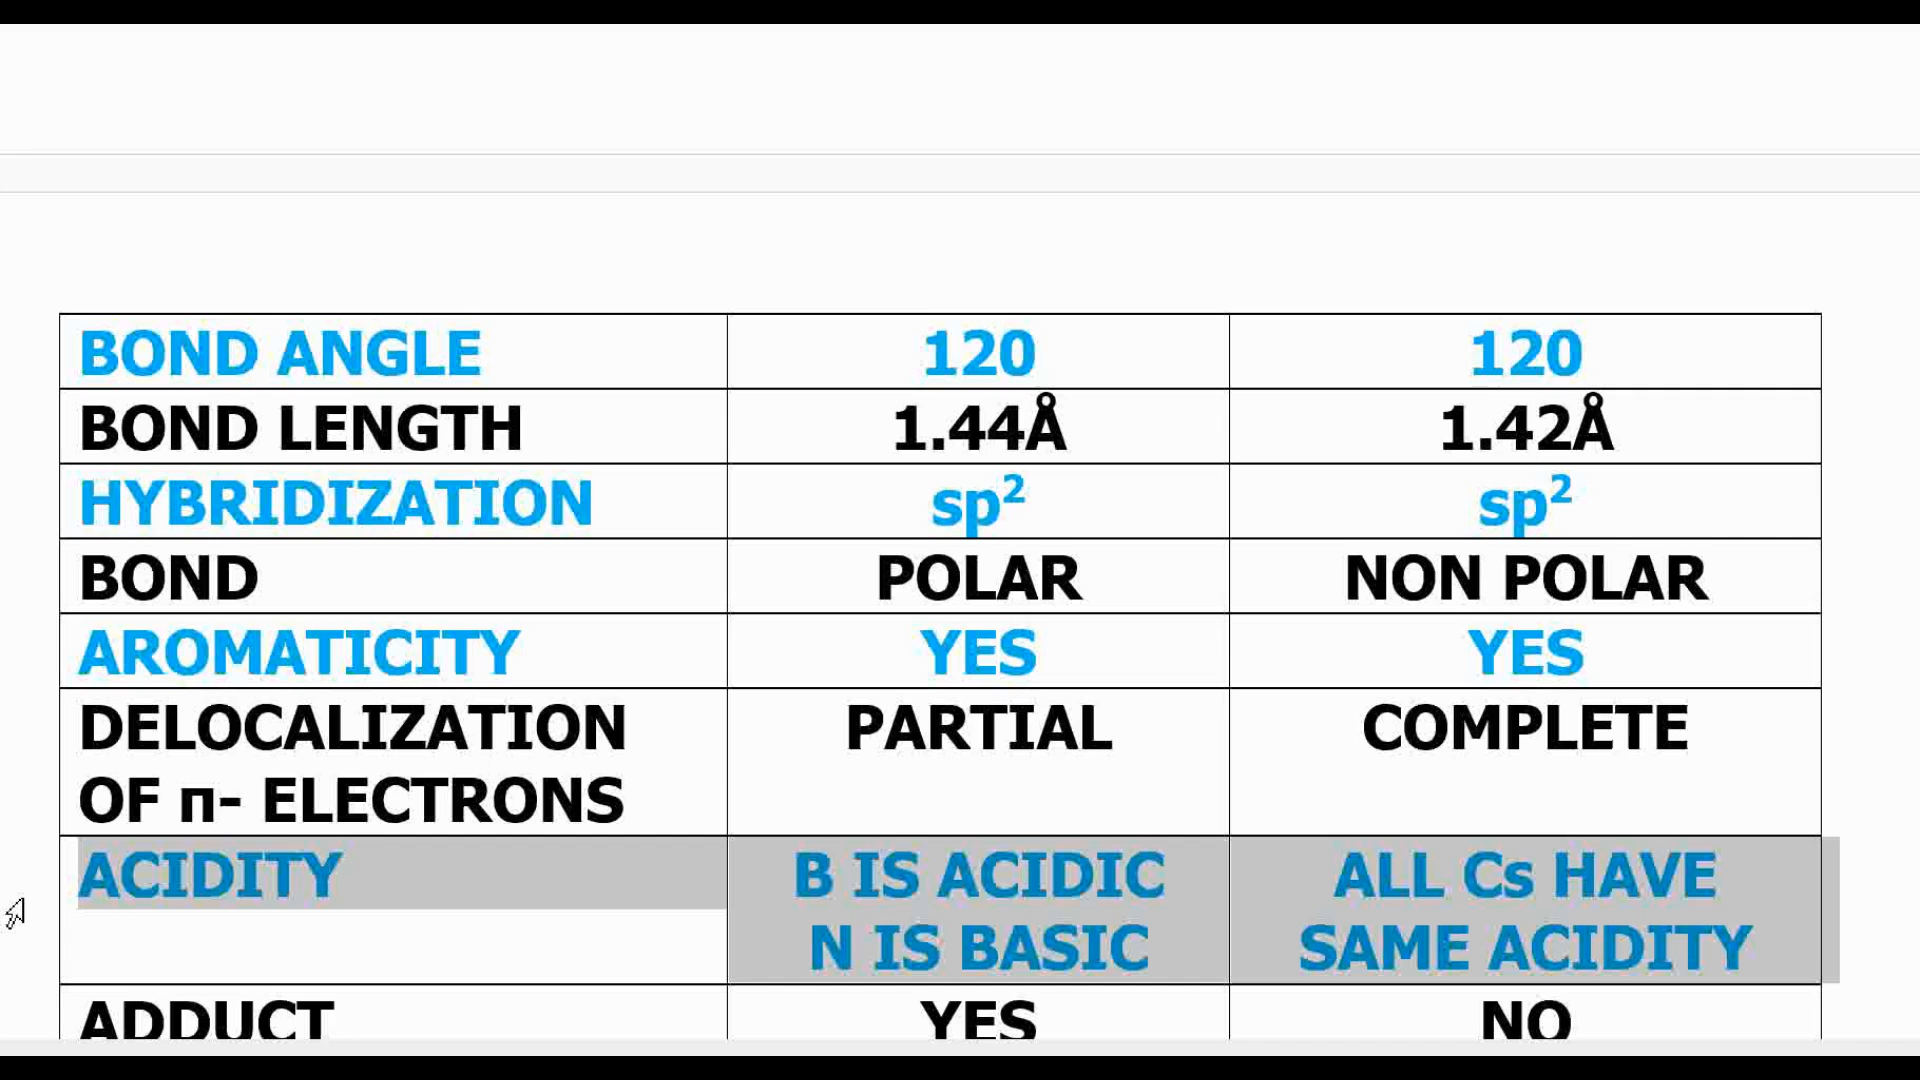 BOND ANGLE 120 120
BOND LENGTH 1.44Å 1.42Å
HYBRIDIZATION sp² sp²
BOND POLAR NON POLAR
AROMATICITY YES YES
DELOCALIZATION PARTIAL COMPLETE
OF п- ELECTRONS
ACIDITY B IS ACIDIC ALL Cs HAVE
N IS BASIC SAME ACIDITY
ADDUCT YES NO